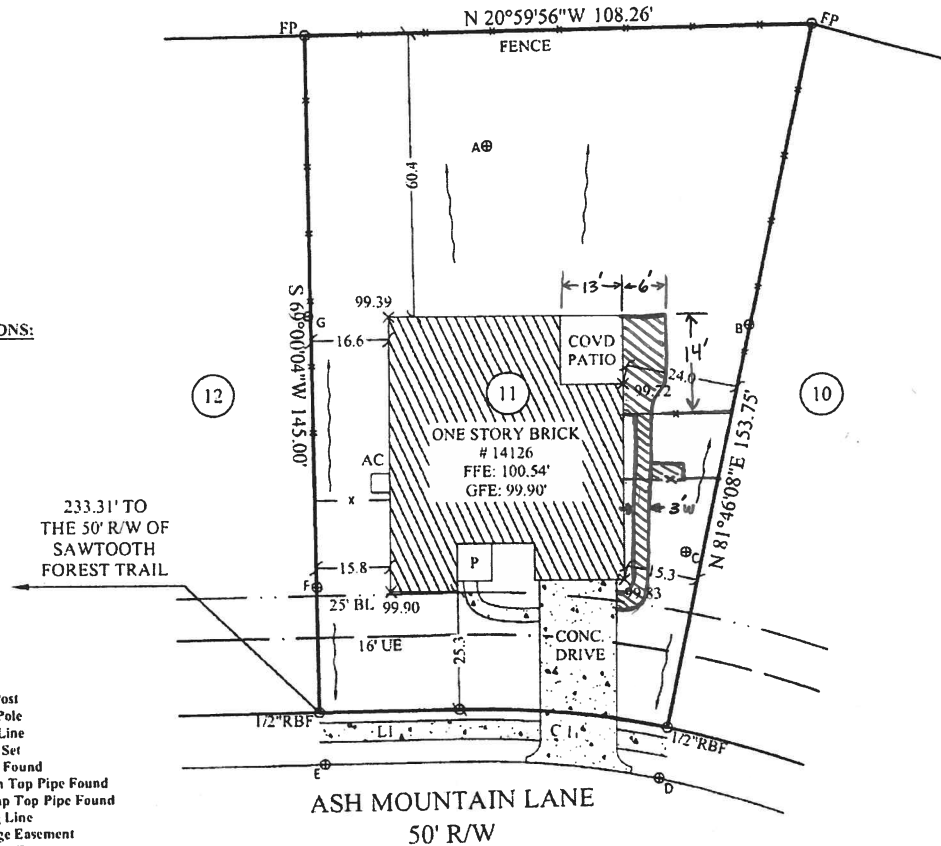 N 20°59'56"W 108.26'
FP
FP
FENCE
A
60.4
13'
6'
99.39
G
16.6
COVD
PATIO
14'
B
24.0
99.72
ONS:
S 69°00'04"W 145.00'
12
11
10
ONE STORY BRICK
# 14126
FFE: 100.54'
GFE: 99.90'
AC
x
3'w
N 81°46'08"E 153.75'
233.31' TO
THE 50' R/W OF
SAWTOOTH
FOREST TRAIL
P
C
15.8
15.3
F
25' BL
99.90
99.83
16' UE
25.3
CONC.
DRIVE
1/2"RBF
L1
C1
1/2"RBF
E
D
ost
Pole
Line
Set
Found
Top Pipe Found
p Top Pipe Found
Line
ge Easement
ASH MOUNTAIN LANE
50' R/W